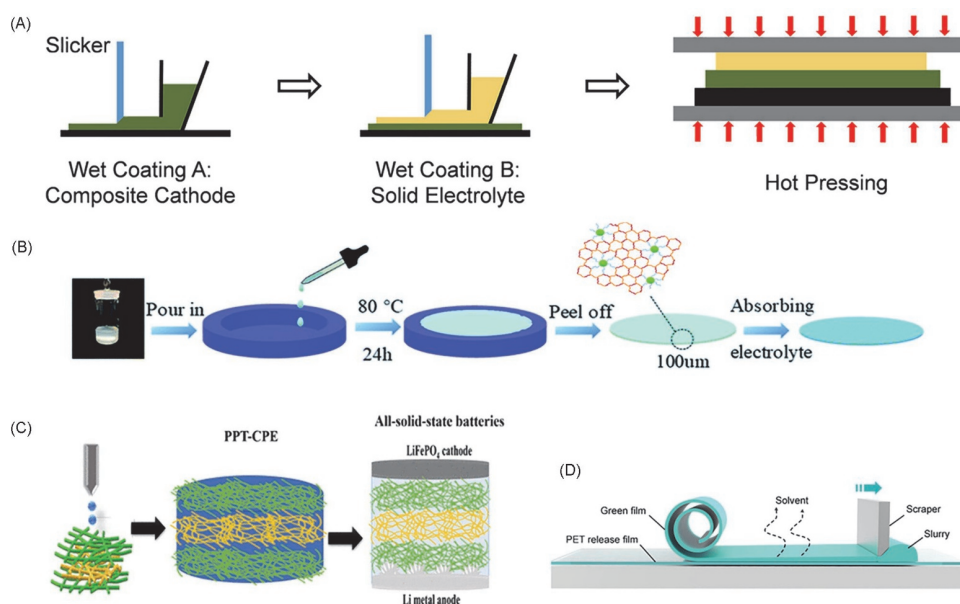 (A)
Slicker
Wet Coating A:
Composite Cathode
Wet Coating B:
Solid Electrolyte
Hot Pressing
(B)
Pour in
80 °C
24h
Peel off
100um
Absorbing
electrolyte
(C)
PPT-CPE
All-solid-state batteries
LiFePO₄ cathode
Li metal anode
(D)
Green film
PET release film
Solvent
Scraper
Slurry